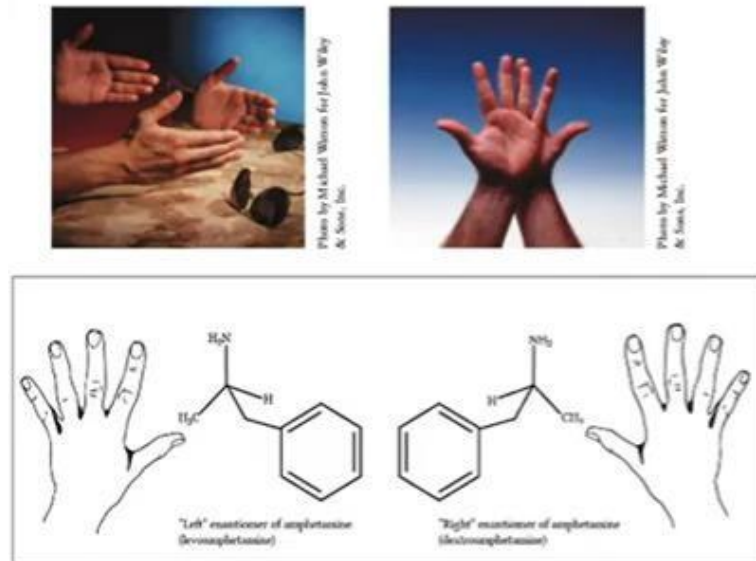 Photo by Michael Watson for John Wiley
& Sons, Inc.
Photo by Michael Watson for John Wiley
& Sons, Inc.
H₂N
H
H₃C
NH₂
H
CH₃
"Left" enantiomer of amphetamine
(levoamphetamine)
"Right" enantiomer of amphetamine
(dextroamphetamine)